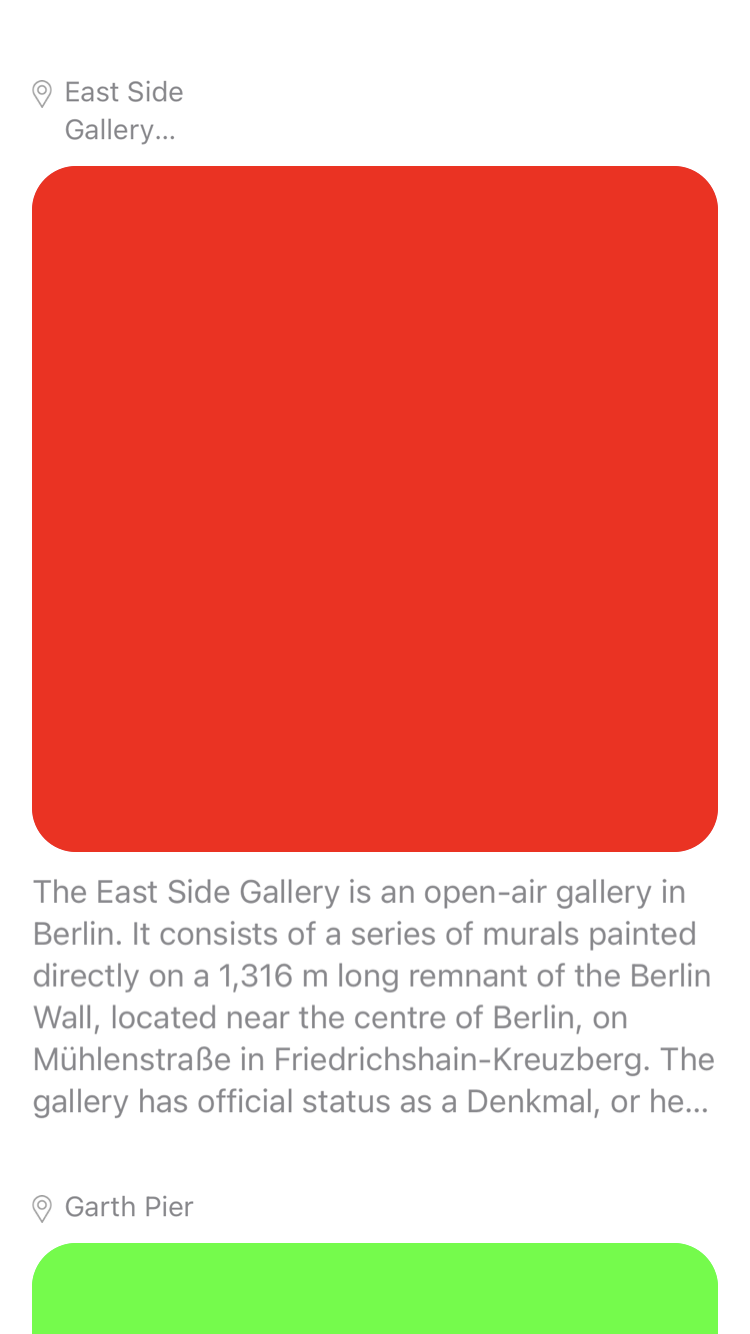 East Side
Gallery...
The East Side Gallery is an open-air gallery in
Berlin. It consists of a series of murals painted
directly on a 1,316 m long remnant of the Berlin
Wall, located near the centre of Berlin, on
Mühlenstraße in Friedrichshain-Kreuzberg. The
gallery has official status as a Denkmal, or he...
Garth Pier